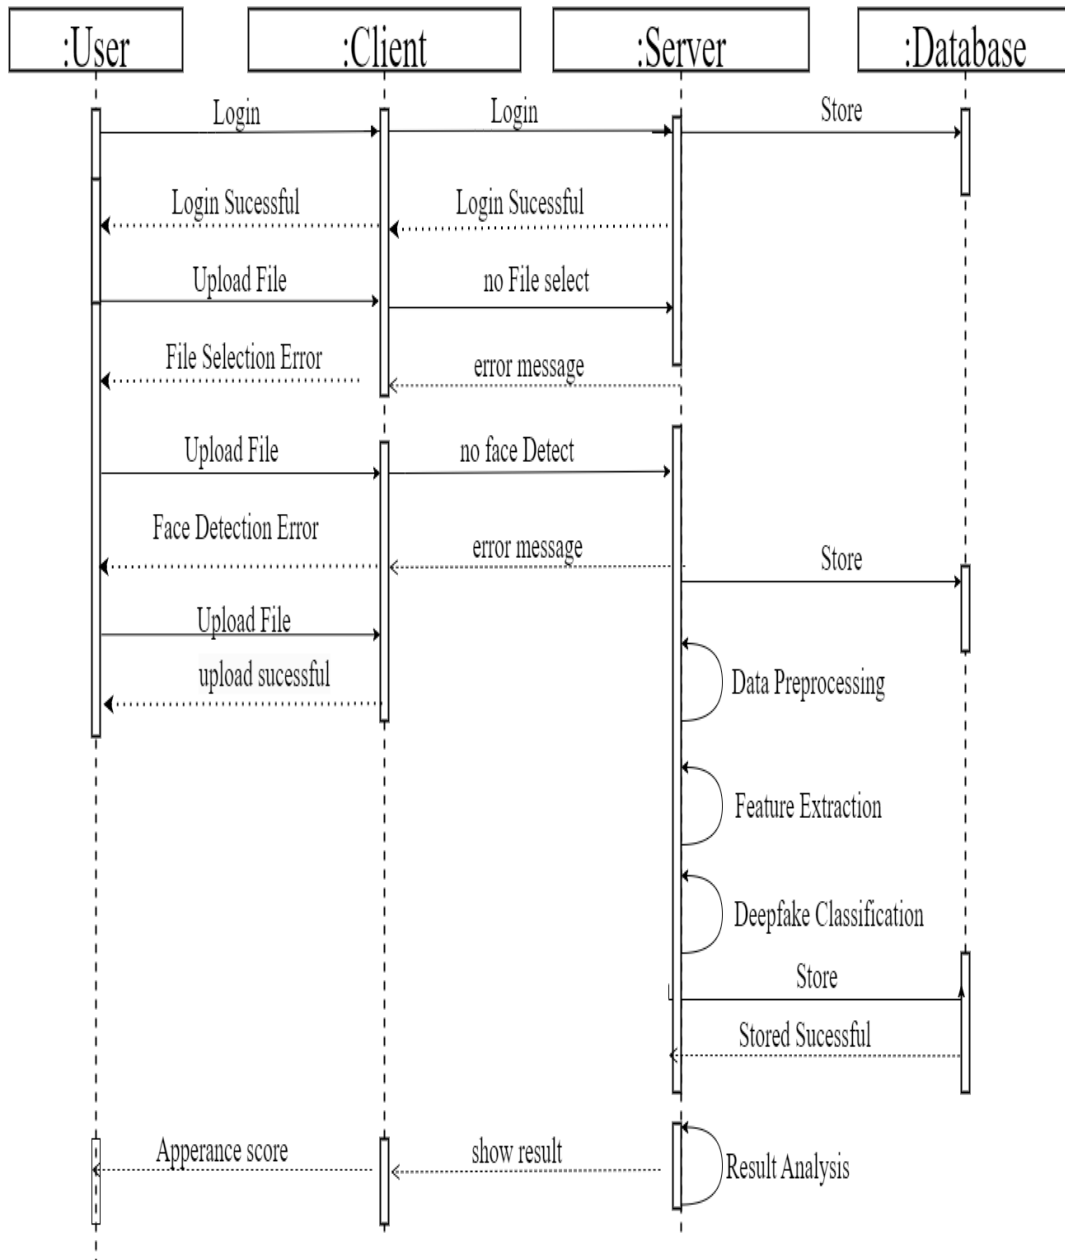 :User
:Client
:Server
:Database
Login
Login
Store
Login Sucessful
Login Sucessful
Upload File
no File select
File Selection Error
error message
Upload File
no face Detect
Face Detection Error
error message
Store
Upload File
upload sucessful
Data Preprocessing
Feature Extraction
Deepfake Classification
Store
Stored Sucessful
Apperance score
show result
Result Analysis